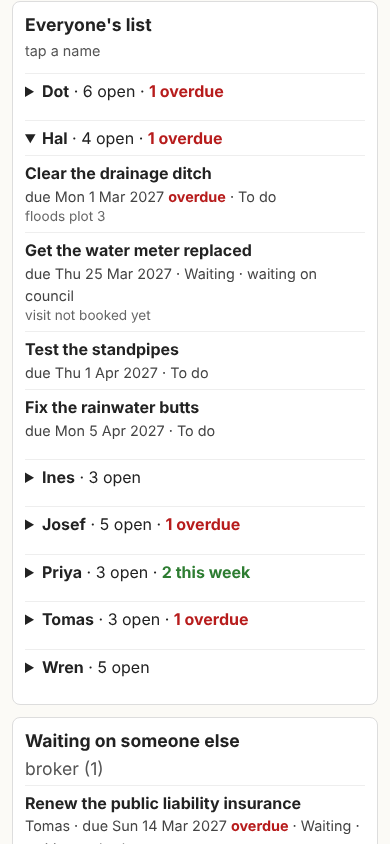 Everyone's list
tap a name
Dot · 6 open · 1 overdue
Hal · 4 open · 1 overdue
Clear the drainage ditch
due Mon 1 Mar 2027 overdue · To do
floods plot 3
Get the water meter replaced
due Thu 25 Mar 2027 · Waiting · waiting on
council
visit not booked yet
Test the standpipes
due Thu 1 Apr 2027 · To do
Fix the rainwater butts
due Mon 5 Apr 2027 · To do
Ines · 3 open
Josef · 5 open · 1 overdue
Priya · 3 open · 2 this week
Tomas · 3 open · 1 overdue
Wren · 5 open
Waiting on someone else
broker (1)
Renew the public liability insurance
Tomas · due Sun 14 Mar 2027 overdue · Waiting ·